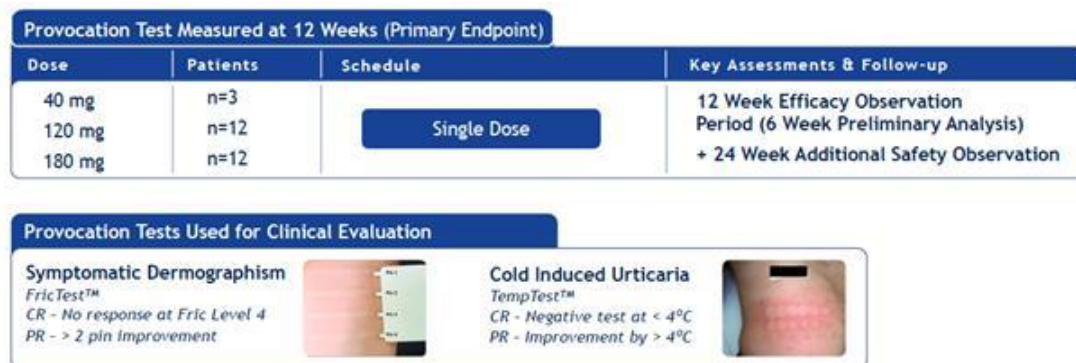 Provocation Test Measured at 12 Weeks (Primary Endpoint)
Dose Patients Schedule Key Assessments & Follow-up
40 mg n=3
120 mg n=12
180 mg n=12
Single Dose
12 Week Efficacy Observation
Period (6 Week Preliminary Analysis)
+ 24 Week Additional Safety Observation
Provocation Tests Used for Clinical Evaluation
Symptomatic Dermographism
FricTest™
CR - No response at Fric Level 4
PR - > 2 pin improvement
Cold Induced Urticaria
TempTest™
CR - Negative test at < 4°C
PR - Improvement by > 4°C